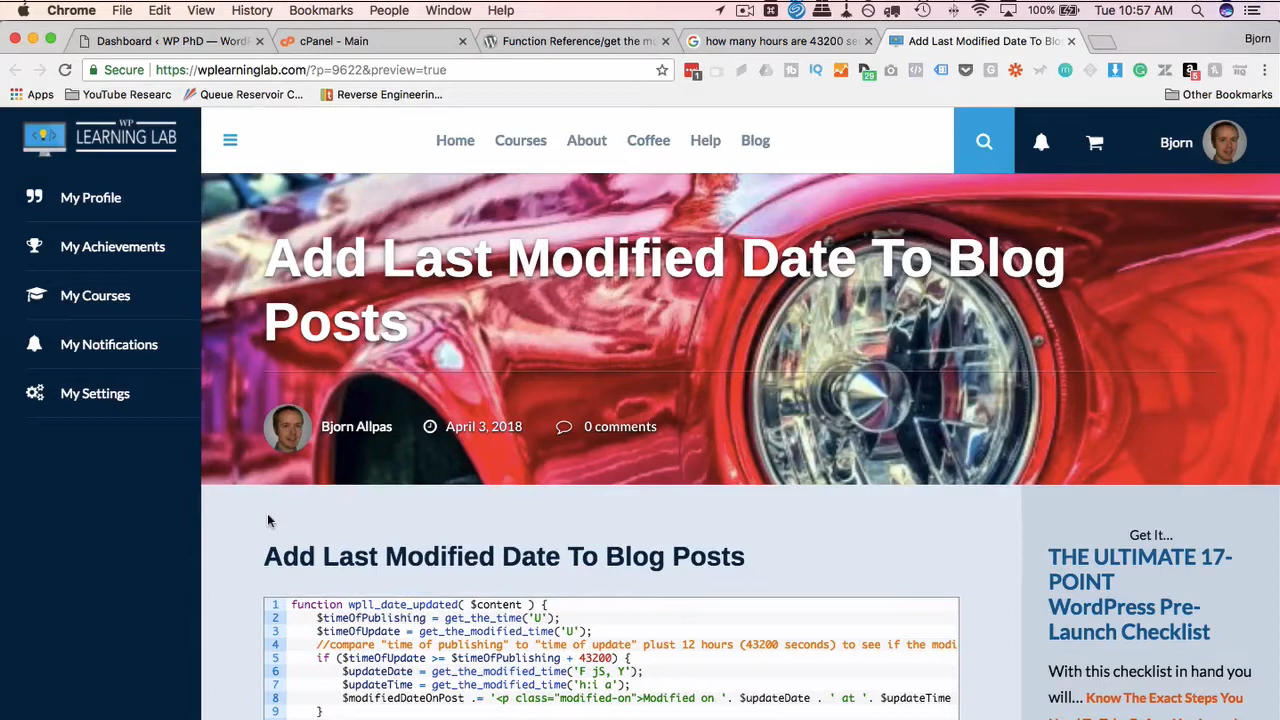 Chrome File Edit View History Bookmarks People Window Help 100% Tue 10:57 AM
Dashboard ‹ WP PhD — Word
cPanel - Main
Function Reference/get the m
how many hours are 43200 se
Add Last Modified Date To Blo
Bjorn
Secure https://wplearninglab.com/?p=9622&preview=true
Apps YouTube Researc Queue Reservoir C... Reverse Engineerin... Other Bookmarks
WP
LEARNING LAB
Home Courses About Coffee Help Blog
Bjorn
My Profile
My Achievements
My Courses
My Notifications
My Settings
Add Last Modified Date To Blog
Posts
Bjorn Allpas April 3, 2018 0 comments
Add Last Modified Date To Blog Posts
1 function wpll_date_updated( $content ) {
2 $timeOfPublishing = get_the_time('U');
3 $timeOfUpdate = get_the_modified_time('U');
4 //compare "time of publishing" to "time of update" plust 12 hours (43200 seconds) to see if the modi
5 if ($timeOfUpdate >= $timeOfPublishing + 43200) {
6 $updateDate = get_the_modified_time('F jS, Y');
7 $updateTime = get_the_modified_time('h:i a');
8 $modifiedDateOnPost .= '<p class="modified-on">Modified on '. $updateDate . ' at '. $updateTime
9 }
Get It...
THE ULTIMATE 17-
POINT
WordPress Pre-
Launch Checklist
With this checklist in hand you
will... Know The Exact Steps You